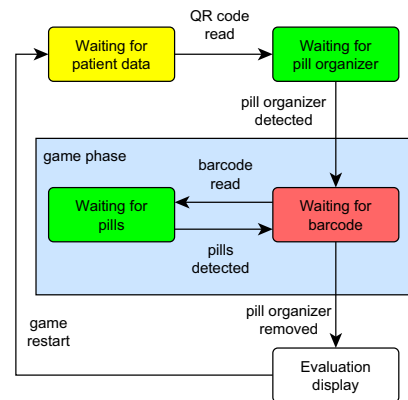 QR code
read
Waiting for
patient data
Waiting for
pill organizer
pill organizer
detected
game phase
barcode
read
Waiting for
pills
Waiting for
barcode
pills
detected
pill organizer
removed
game
restart
Evaluation
display